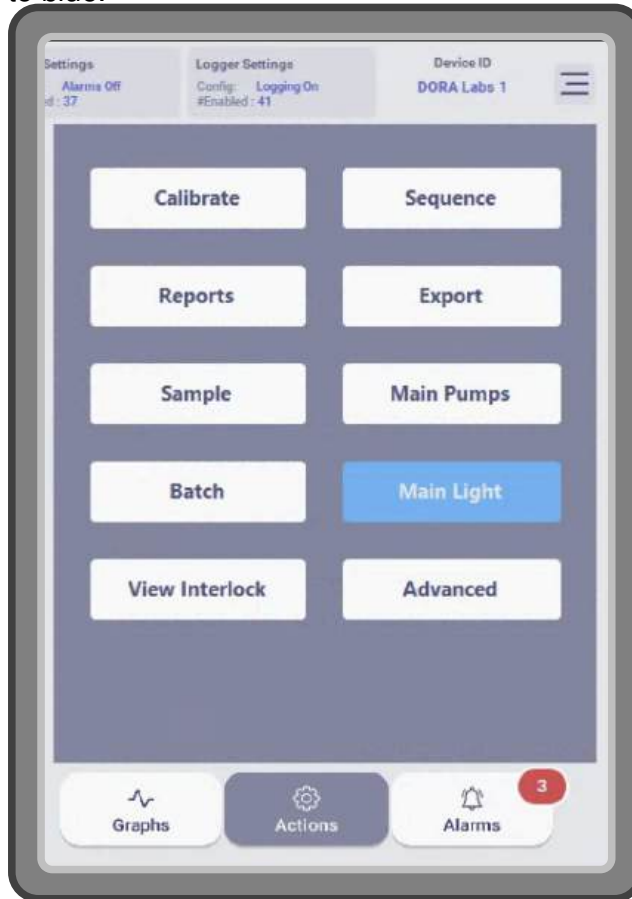 to blue.
Settings
Alarms Off
d : 37
Logger Settings
Config: Logging On
#Enabled : 41
Device ID
DORA Labs 1
Calibrate
Sequence
Reports
Export
Sample
Main Pumps
Batch
Main Light
View Interlock
Advanced
3
Graphs
Actions
Alarms